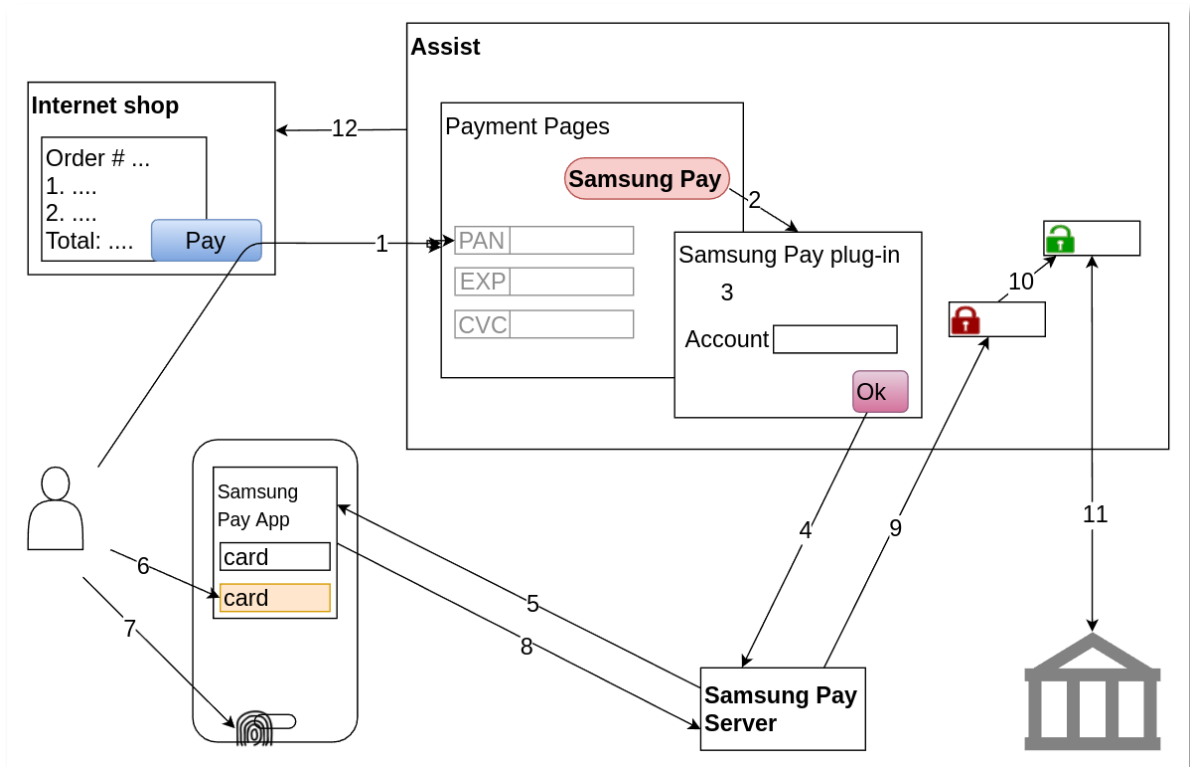 Assist
Internet shop
Order # ...
1. ....
2. ....
Total: ....
Pay
12
Payment Pages
Samsung Pay
2
1
PAN
EXP
CVC
Samsung Pay plug-in
3
Account
Ok
10
4
9
11
Samsung
Pay App
card
card
6
7
5
8
Samsung Pay
Server